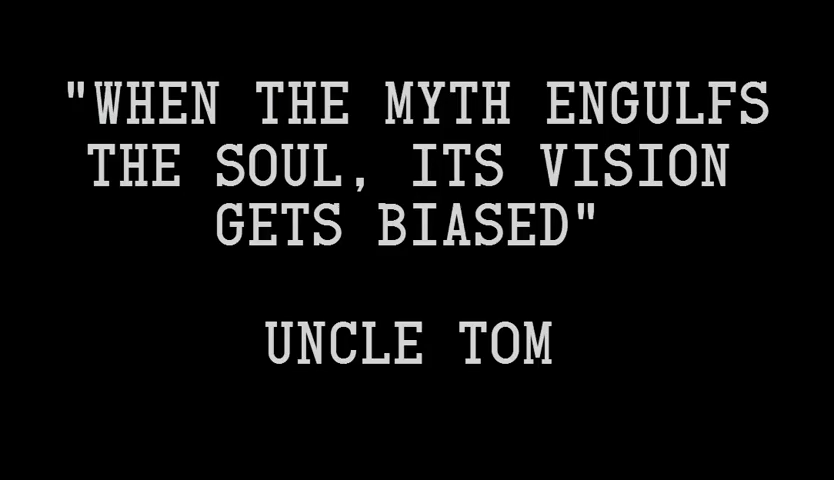 "WHEN THE MYTH ENGULFS
THE SOUL, ITS VISION
GETS BIASED"
UNCLE TOM